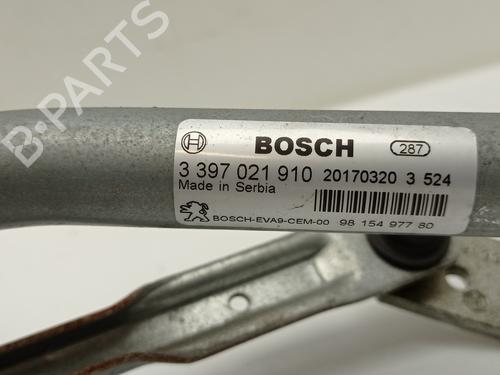 B-PARTS
BOSCH 287
3 397 021 910 20170320 3 524
Made in Serbia
BOSCH-EVA9-CEM-00 98 154 977 80